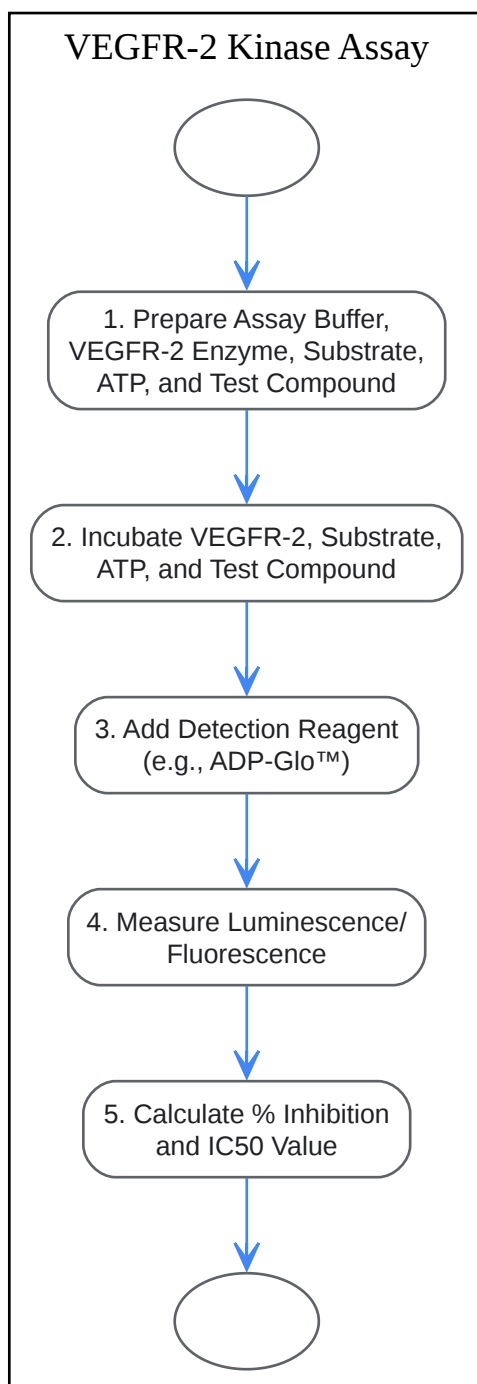 VEGFR-2 Kinase Assay
1. Prepare Assay Buffer,
VEGFR-2 Enzyme, Substrate,
ATP, and Test Compound
2. Incubate VEGFR-2, Substrate,
ATP, and Test Compound
3. Add Detection Reagent
(e.g., ADP-Glo™)
4. Measure Luminescence/
Fluorescence
5. Calculate % Inhibition
and IC50 Value